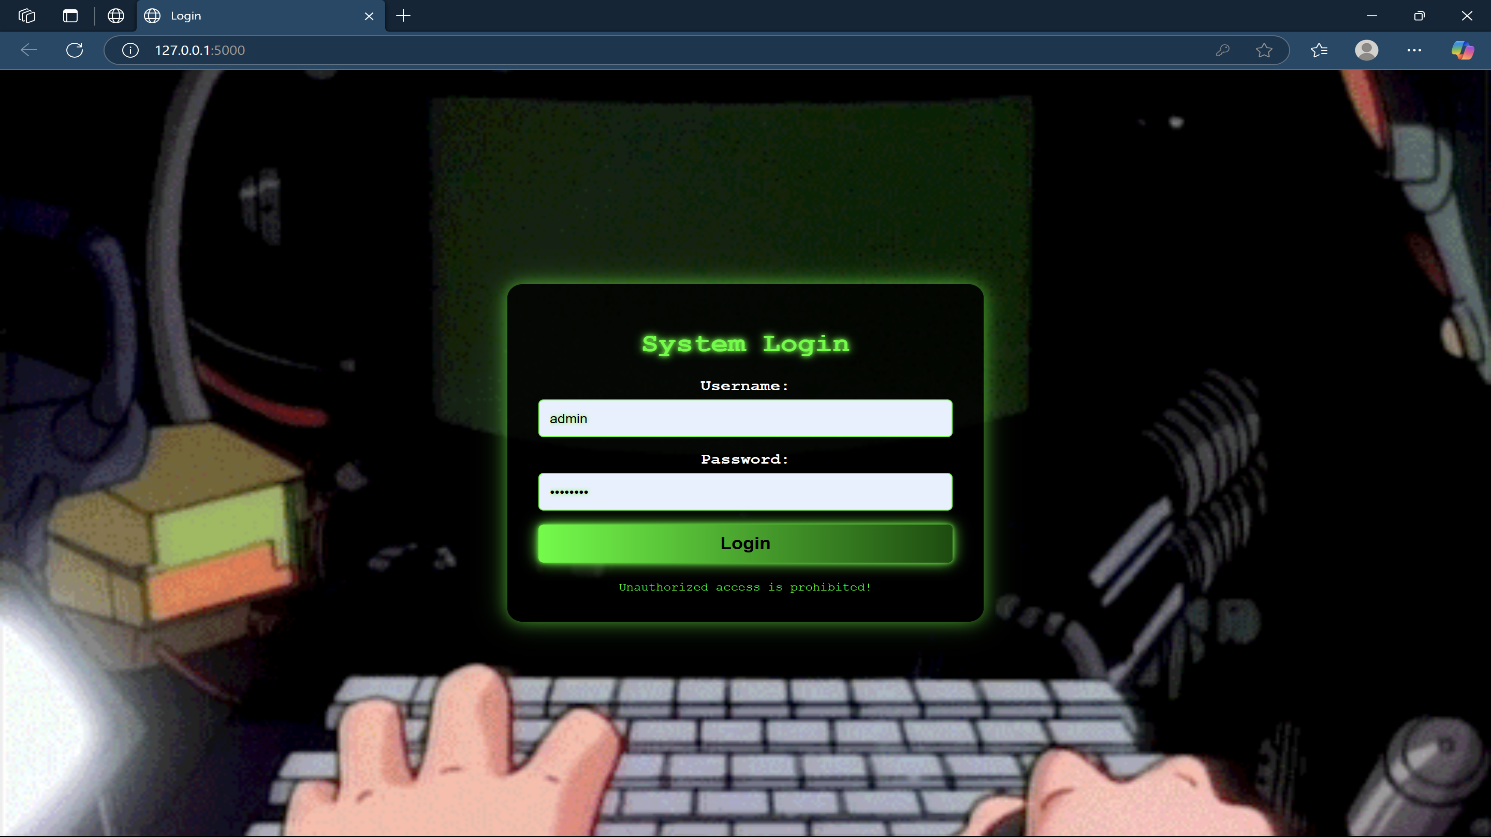 Login
127.0.0.1:5000
System Login
Username:
admin
Password:
••••••••
Login
Unauthorized access is prohibited!